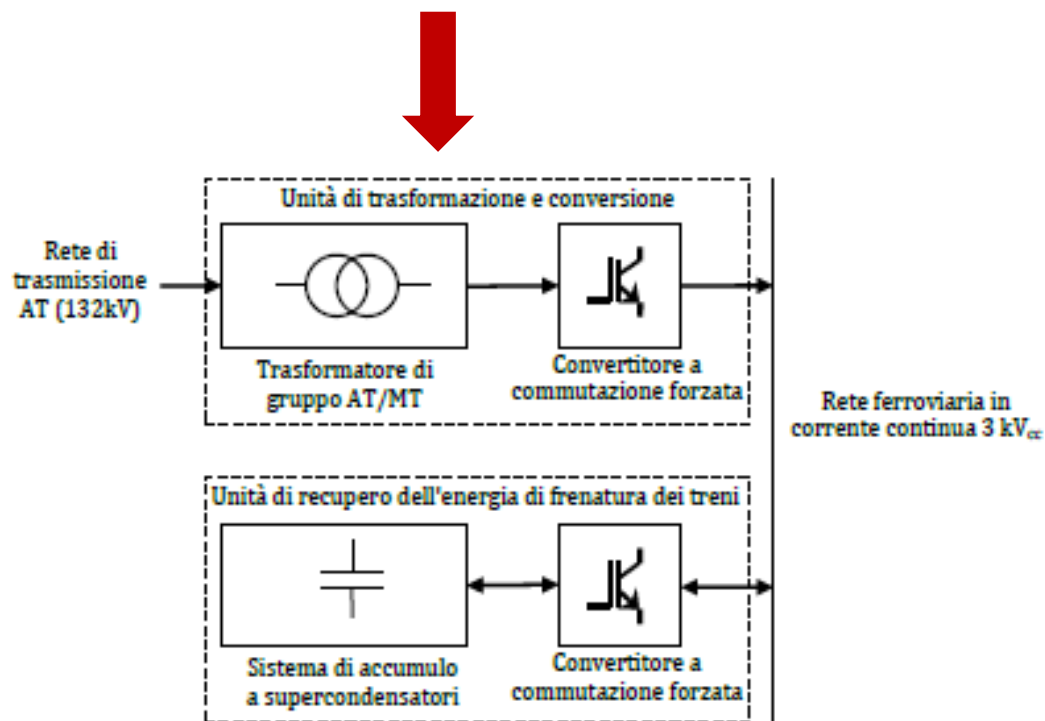 Unità di trasformazione e conversione
Rete di
trasmissione
AT (132kV)
Trasformatore di
gruppo AT/MT
Convertitore a
commutazione forzata
Rete ferroviaria in
corrente continua 3 kVcc
Unità di recupero dell'energia di frenatura dei treni
Sistema di accumulo
a supercondensatori
Convertitore a
commutazione forzata